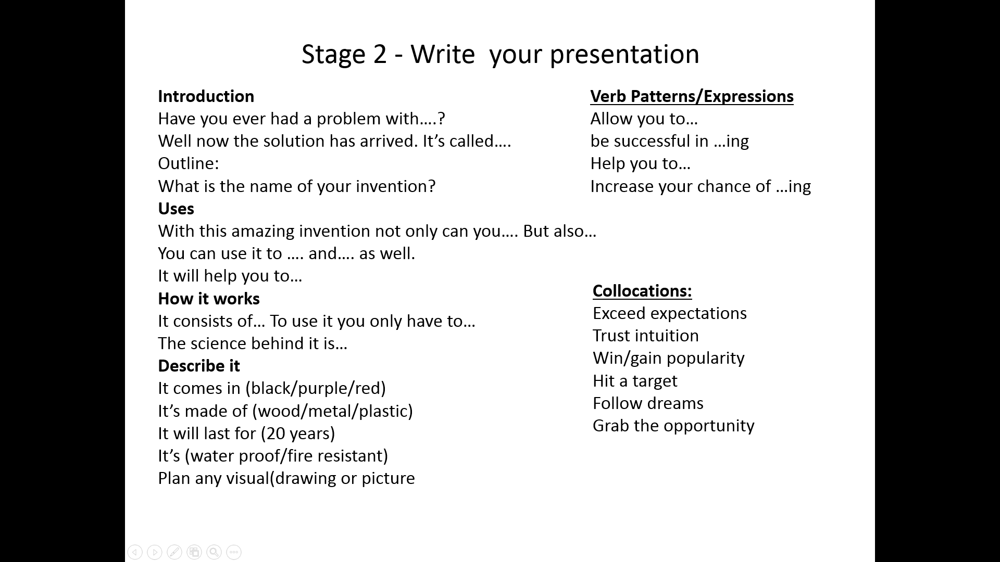 Stage 2 - Write  your presentation
Introduction
Have you ever had a problem with….?
Well now the solution has arrived. It’s called….
Outline:
What is the name of your invention?
Uses
With this amazing invention not only can you…. But also…
You can use it to …. and…. as well.
It will help you to…
How it works
It consists of… To use it you only have to…
The science behind it is…
Describe it
It comes in (black/purple/red)
It’s made of (wood/metal/plastic)
It will last for (20 years)
It’s (water proof/fire resistant)
Plan any visual(drawing or picture
Verb Patterns/Expressions
Allow you to…
be successful in …ing
Help you to…
Increase your chance of …ing
Collocations:
Exceed expectations
Trust intuition
Win/gain popularity
Hit a target
Follow dreams
Grab the opportunity